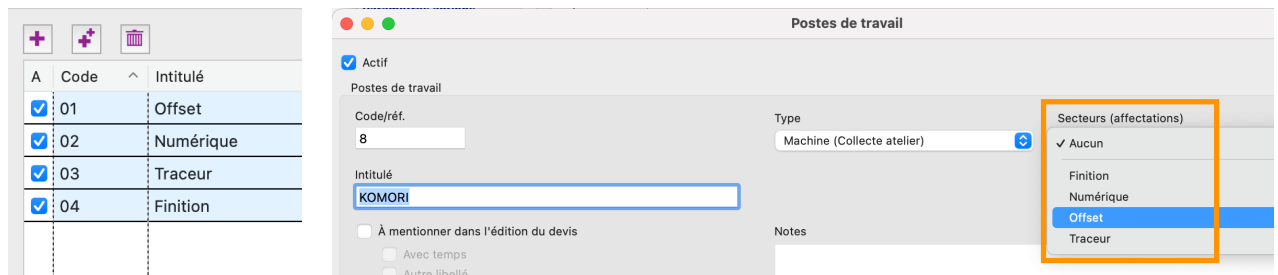 A Code Intitulé
01 Offset
02 Numérique
03 Traceur
04 Finition
Postes de travail
Actif
Postes de travail
Code/réf.
8
Type
Machine (Collecte atelier)
Secteurs (affectations)
Aucun
Finition
Numérique
Offset
Traceur
Intitulé
KOMORI
À mentionner dans l'édition du devis
Avec temps
Autre libellé
Notes